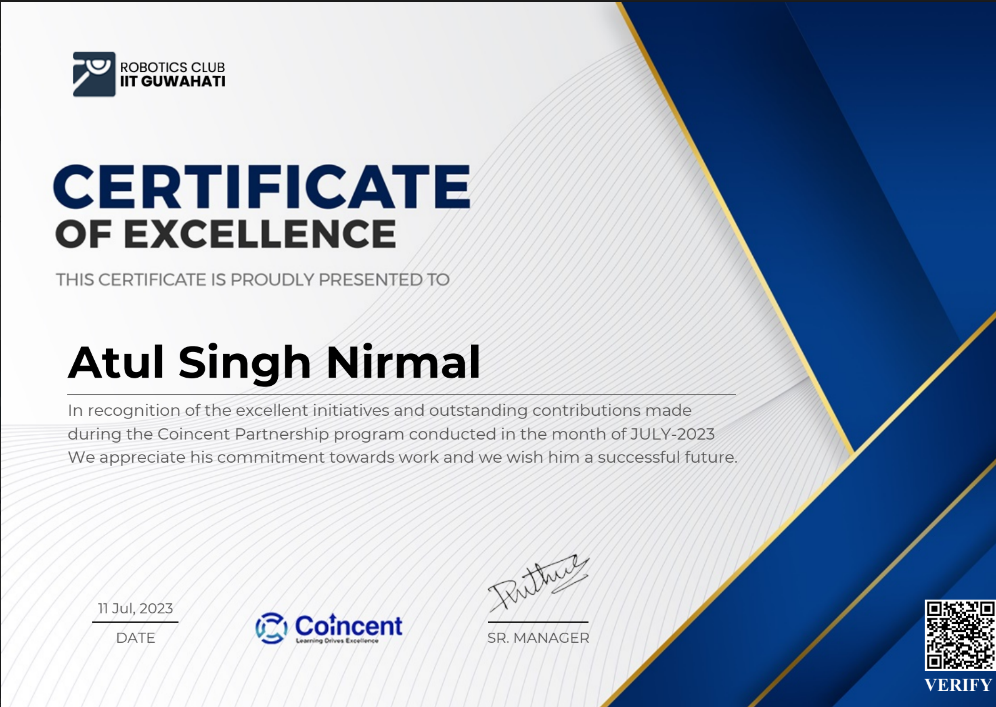 ROBOTICS CLUB
IIT GUWAHATI
CERTIFICATE
OF EXCELLENCE
THIS CERTIFICATE IS PROUDLY PRESENTED TO
Atul Singh Nirmal
In recognition of the excellent initiatives and outstanding contributions made
during the Coincent Partnership program conducted in the month of JULY-2023
We appreciate his commitment towards work and we wish him a successful future.
11 Jul, 2023
DATE
Coincent
Learning Drives Excellence
SR. MANAGER
VERIFY